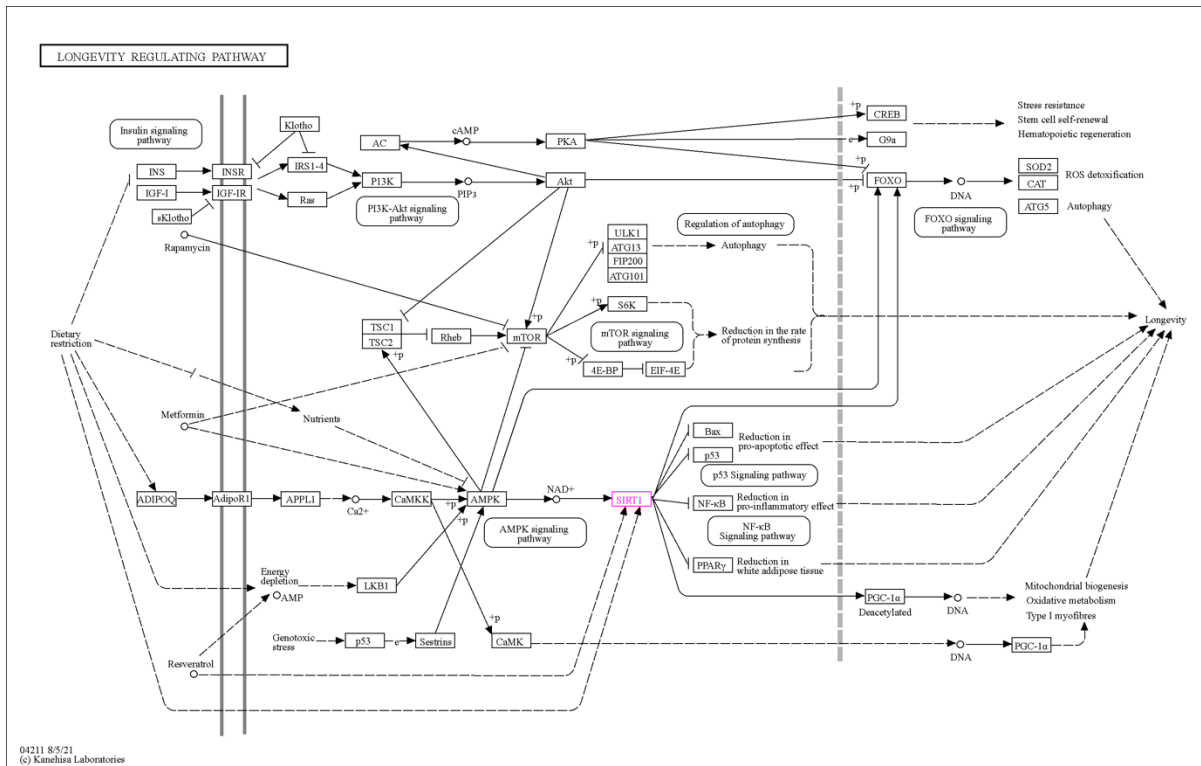 LONGEVITY REGULATING PATHWAY
Insulin signaling
pathway
Klotho
INS
INSR
IRS1-4
IGF-I
IGF-IR
Ras
sKlotho
Rapamycin
AC
cAMP
PKA
PI3K
PIP3
Akt
PI3K-Akt signaling
pathway
+p
CREB
e
G9a
+p
+p
FOXO
DNA
Stress resistance
Stem cell self-renewal
Hematopoietic regeneration
SOD2
CAT
ROS detoxification
ATG5
Autophagy
FOXO signaling
pathway
Regulation of autophagy
+p
ULK1
ATG13
FIP200
ATG101
Autophagy
+p
S6K
mTOR signaling
pathway
Reduction in the rate
of protein synthesis
+p
4E-BP
EIF-4E
TSC1
TSC2
+p
Rheb
+p
mTOR
Longevity
Dietary
restriction
Metformin
Nutrients
ADIPOQ
AdipoR1
APPL1
Ca2+
CaMKK
+p
+p
AMPK
NAD+
SIRT1
AMPK signaling
pathway
Bax
p53
Reduction in
pro-apoptotic effect
p53 Signaling pathway
NF-κB
Reduction in
pro-inflammatory effect
NF-κB
Signaling pathway
PPARγ
Reduction in
white addipose tissue
Energy
depletion
AMP
LKB1
Genotoxic
stress
p53
e
Sestrins
+p
CaMK
Resveratrol
PGC-1α
Deacetylated
DNA
Mitochondrial biogenesis
Oxidative metabolism
Type I myofibres
DNA
PGC-1α
04211 8/5/21
(c) Kanehisa Laboratories